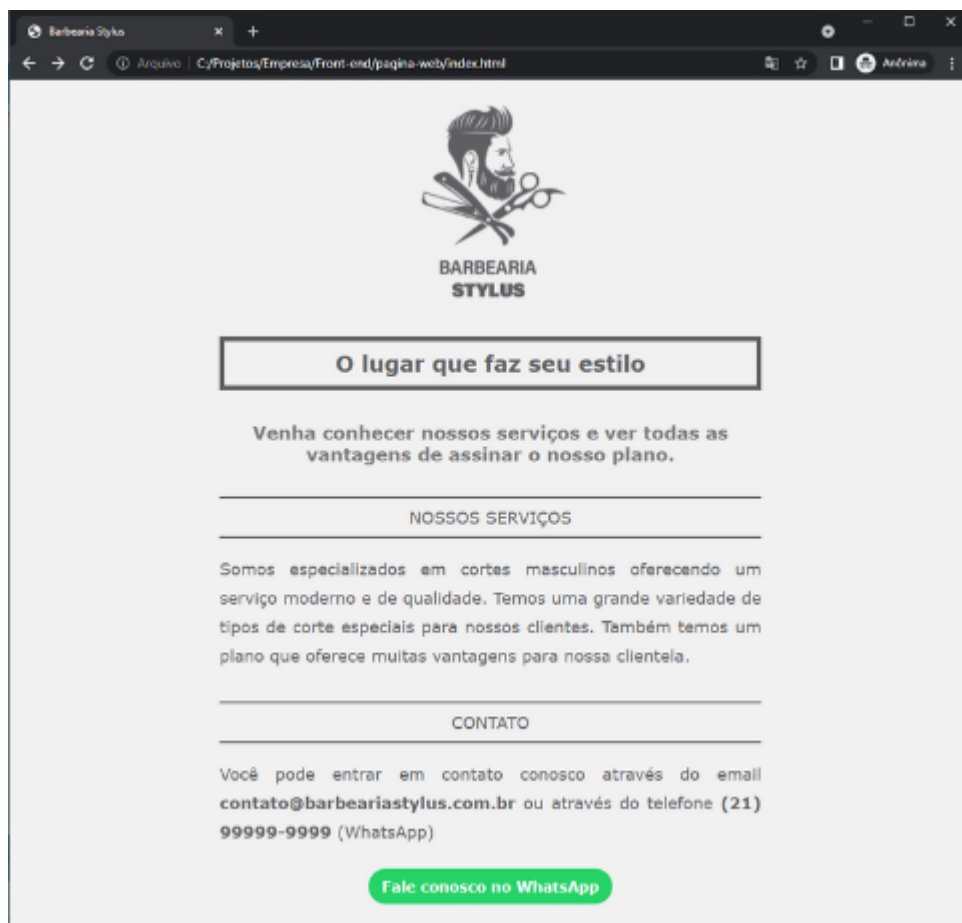 Barbearia Stylus
Arquivo | C:/Projetos/Empresa/Front-end/pagina-web/index.html
Anônima
BARBEARIA
STYLUS
O lugar que faz seu estilo
Venha conhecer nossos serviços e ver todas as
vantagens de assinar o nosso plano.
NOSSOS SERVIÇOS
Somos especializados em cortes masculinos oferecendo um
serviço moderno e de qualidade. Temos uma grande variedade de
tipos de corte especiais para nossos clientes. Também temos um
plano que oferece muitas vantagens para nossa clientela.
CONTATO
Você pode entrar em contato conosco através do email
contato@barbeariastylus.com.br ou através do telefone (21)
99999-9999 (WhatsApp)
Fale conosco no WhatsApp